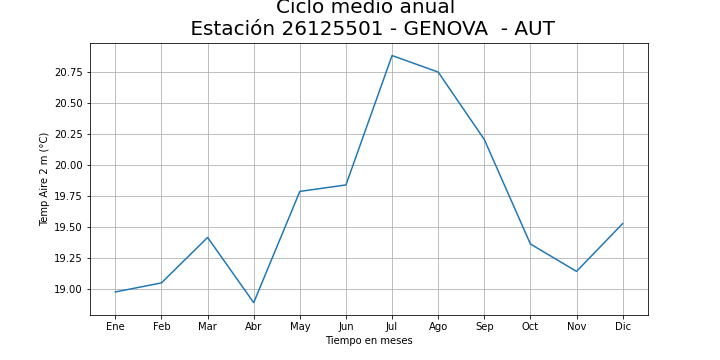 Ciclo medio anual
Estación 26125501 - GENOVA  - AUT
Temp Aire 2 m (°C)
20.75
20.50
20.25
20.00
19.75
19.50
19.25
19.00
Ene Feb Mar Abr May Jun Jul Ago Sep Oct Nov Dic
Tiempo en meses